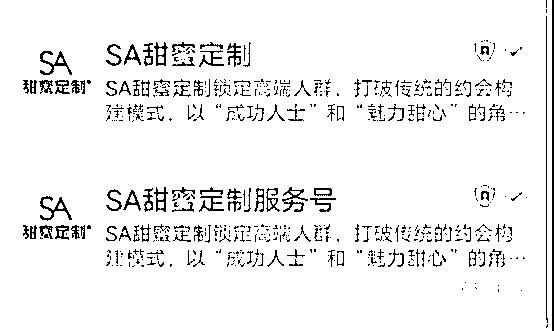 SA甜蜜定制
SA
甜蜜定制
SA甜蜜定制锁定高端人群，打破传统的约会构
建模式，以“成功人士”和“魅力甜心”的角…
SA甜蜜定制服务号
SA
甜蜜定制
SA甜蜜定制锁定高端人群，打破传统的约会构
建模式，以“成功人士”和“魅力甜心”的角…